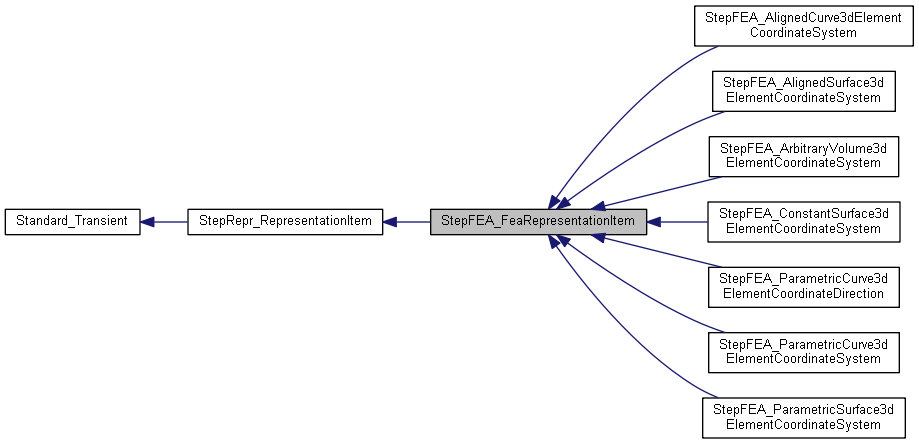 StepFEA_AlignedCurve3dElement
CoordinateSystem
StepFEA_AlignedSurface3d
ElementCoordinateSystem
StepFEA_ArbitraryVolume3d
ElementCoordinateSystem
Standard_Transient
StepRepr_RepresentationItem
StepFEA_FeaRepresentationItem
StepFEA_ConstantSurface3d
ElementCoordinateSystem
StepFEA_ParametricCurve3d
ElementCoordinateDirection
StepFEA_ParametricCurve3d
ElementCoordinateSystem
StepFEA_ParametricSurface3d
ElementCoordinateSystem